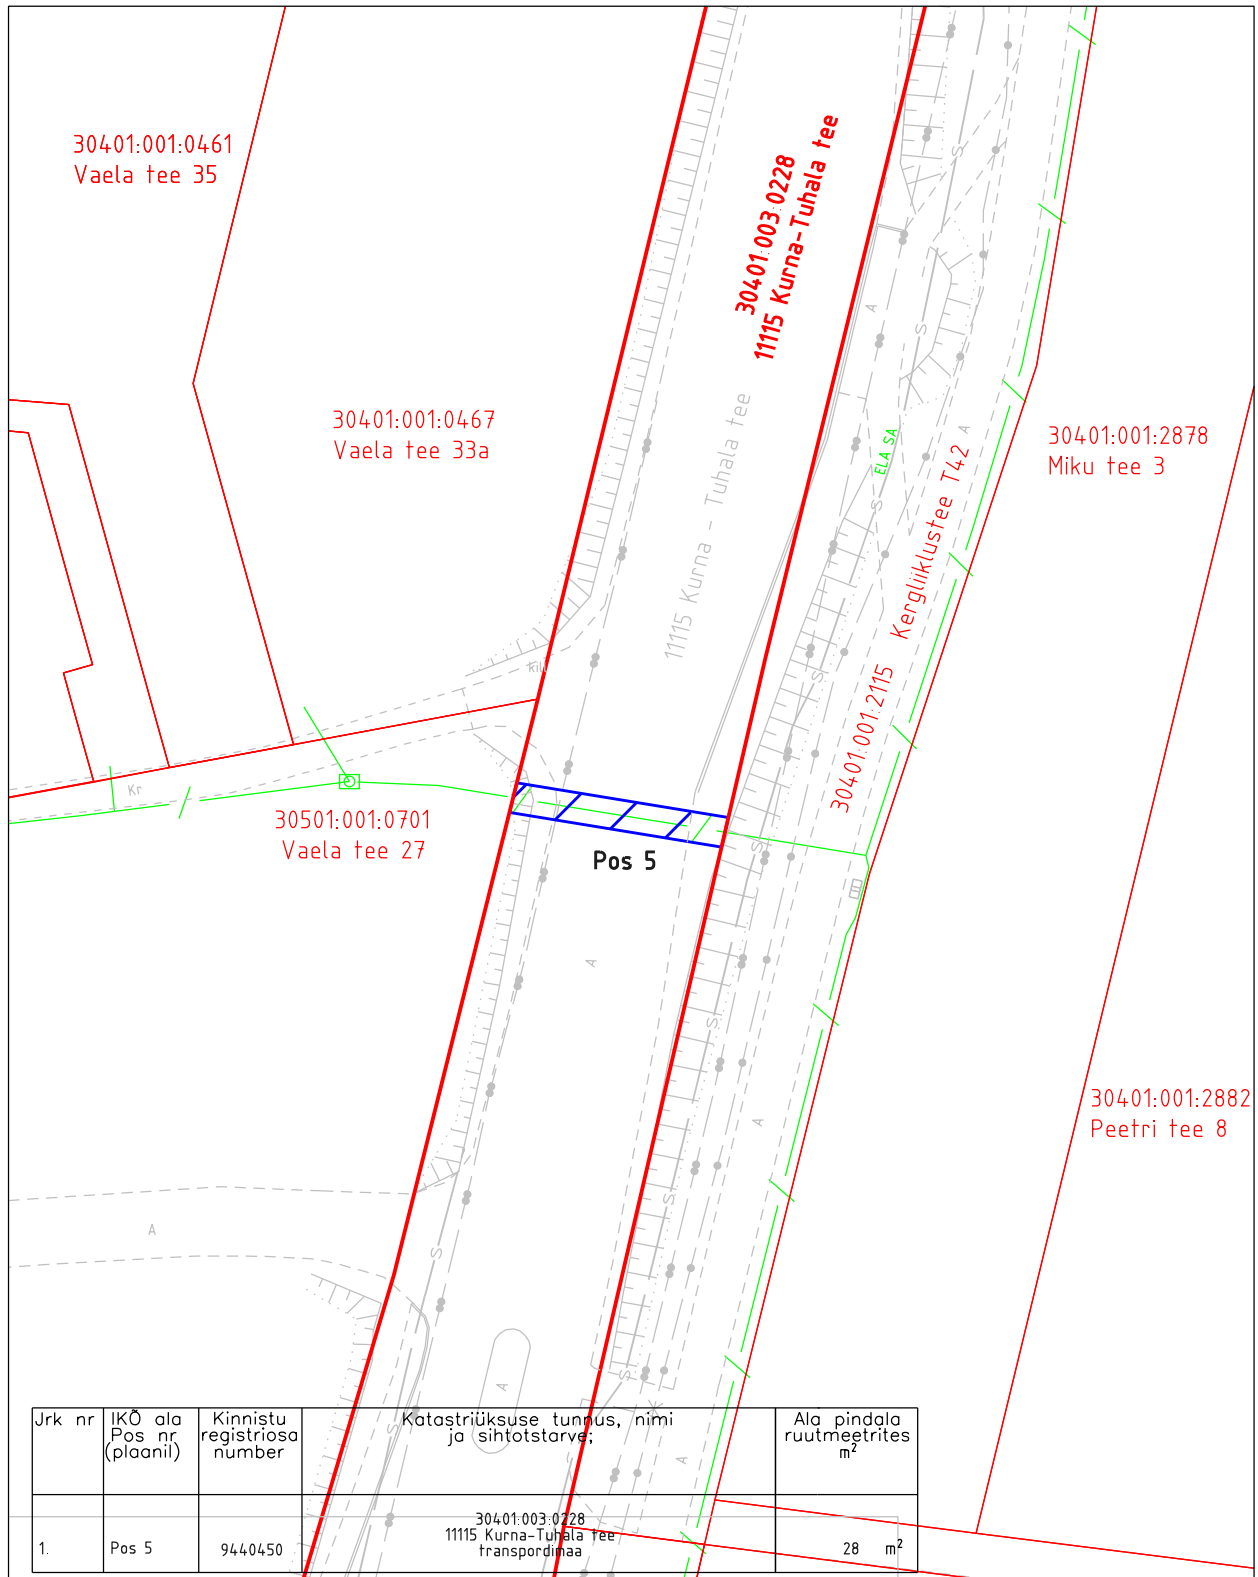 30401:001:0461
Vaela tee 35
30401:003:0228
11115 Kurna-Tuhala tee
30401:001:0467
Vaela tee 33a
11115 Kurna - Tuhala tee
ELA SA
30401:001:2878
Miku tee 3
30401:001:2115 Kergliiklustee T42
Kr
30501:001:0701
Vaela tee 27
Pos 5
30401:001:2882
Peetri tee 8
A
A
A
A
A
A
A
S
S
S
S
S
S
S
S
S
S
Jrk nr
IKÕ ala
Pos nr
(plaanil)
Kinnistu
registriosa
number
Katastriüksuse tunnus, nimi
ja sihtotstarve;
Ala pindala
ruutmeetrites
m²
1.
Pos 5
9440450
30401:003:0228
11115 Kurna-Tuhala tee
transpordimaa
28 m²